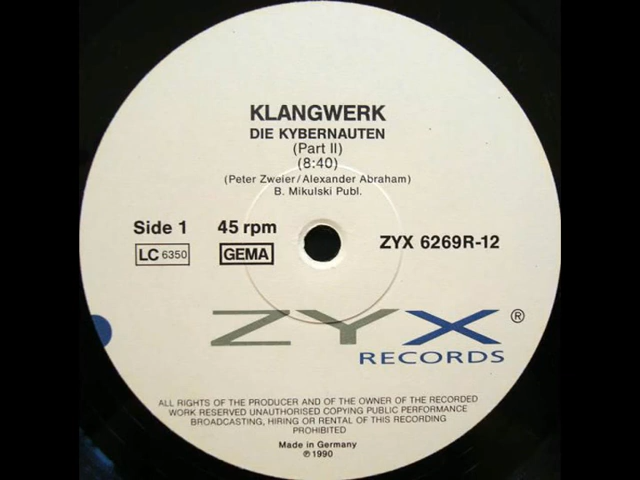 KLANGWERK
DIE KYBERNAUTEN
(Part II)
(8:40)
(Peter Zweier/Alexander Abraham)
B. Mikulski Publ.
Side 1 45 rpm ZYX 6269R-12
LC 6350 GEMA
ZYX ®
RECORDS
ALL RIGHTS OF THE PRODUCER AND OF THE OWNER OF THE RECORDED
WORK RESERVED UNAUTHORISED COPYING PUBLIC PERFORMANCE
BROADCASTING, HIRING OR RENTAL OF THIS RECORDING
PROHIBITED
Made in Germany
℗ 1990